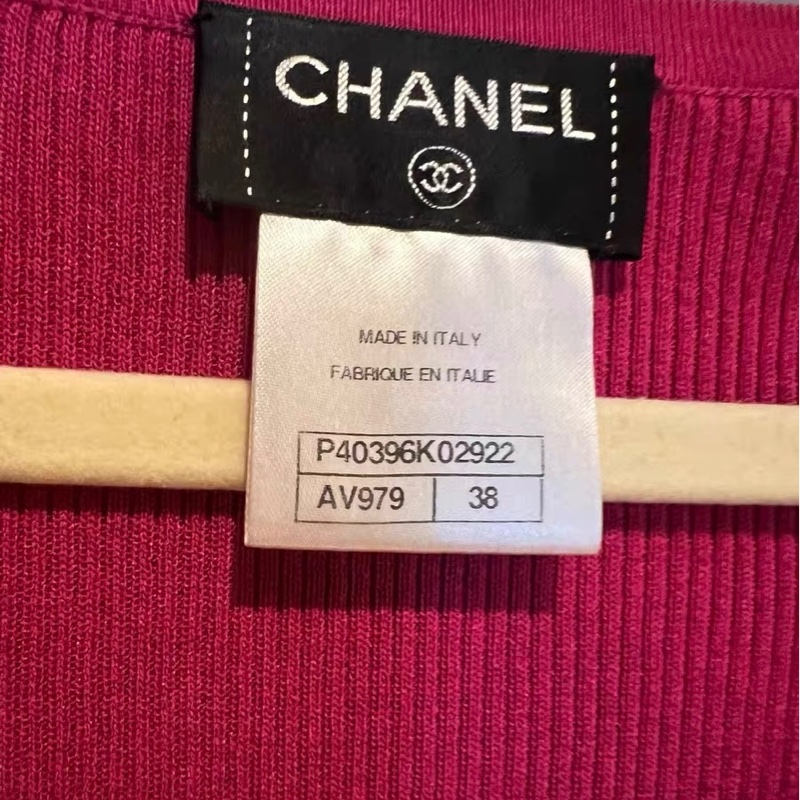 CHANEL
MADE IN ITALY
FABRIQUE EN ITALIE
P40396K02922
AV979 38